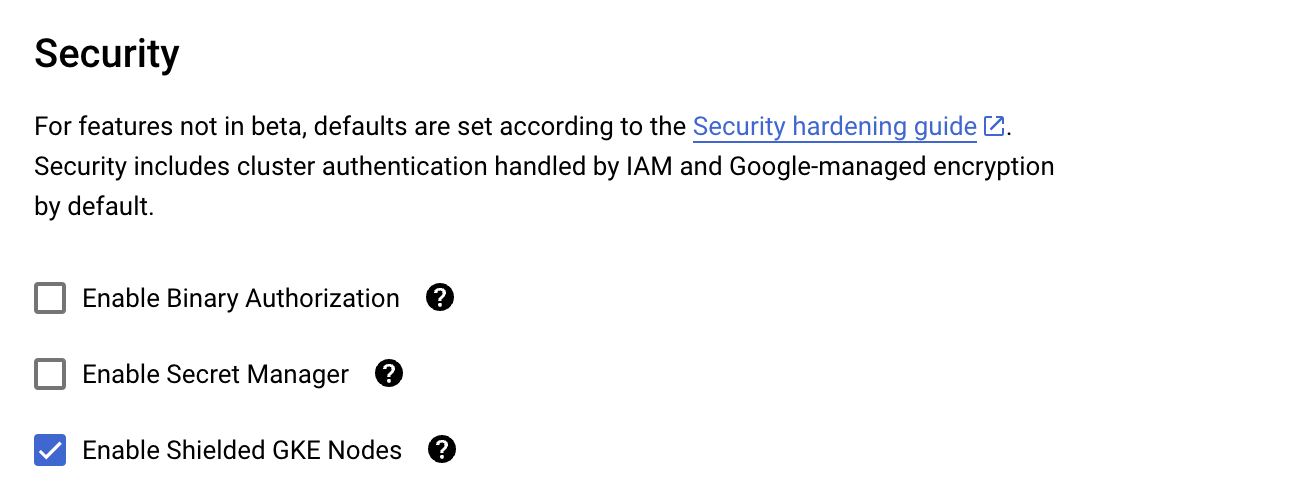 Security
For features not in beta, defaults are set according to the Security hardening guide.
Security includes cluster authentication handled by IAM and Google-managed encryption
by default.
Enable Binary Authorization
Enable Secret Manager
Enable Shielded GKE Nodes